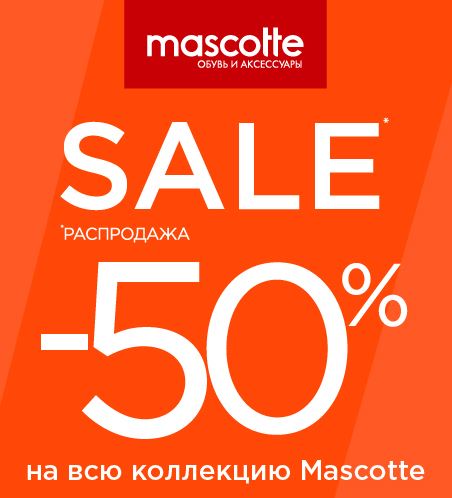 mascotte
ОБУВЬ И АКСЕССУАРЫ
SALE*
*РАСПРОДАЖА
-50%
на всю коллекцию Mascotte